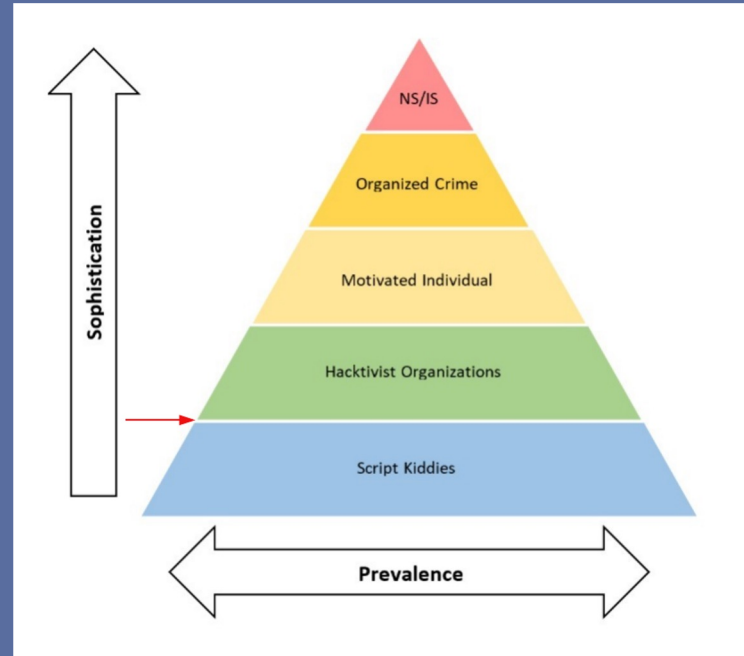 NS/IS
Organized Crime
Motivated Individual
Sophistication
Hacktivist Organizations
Script Kiddies
Prevalence